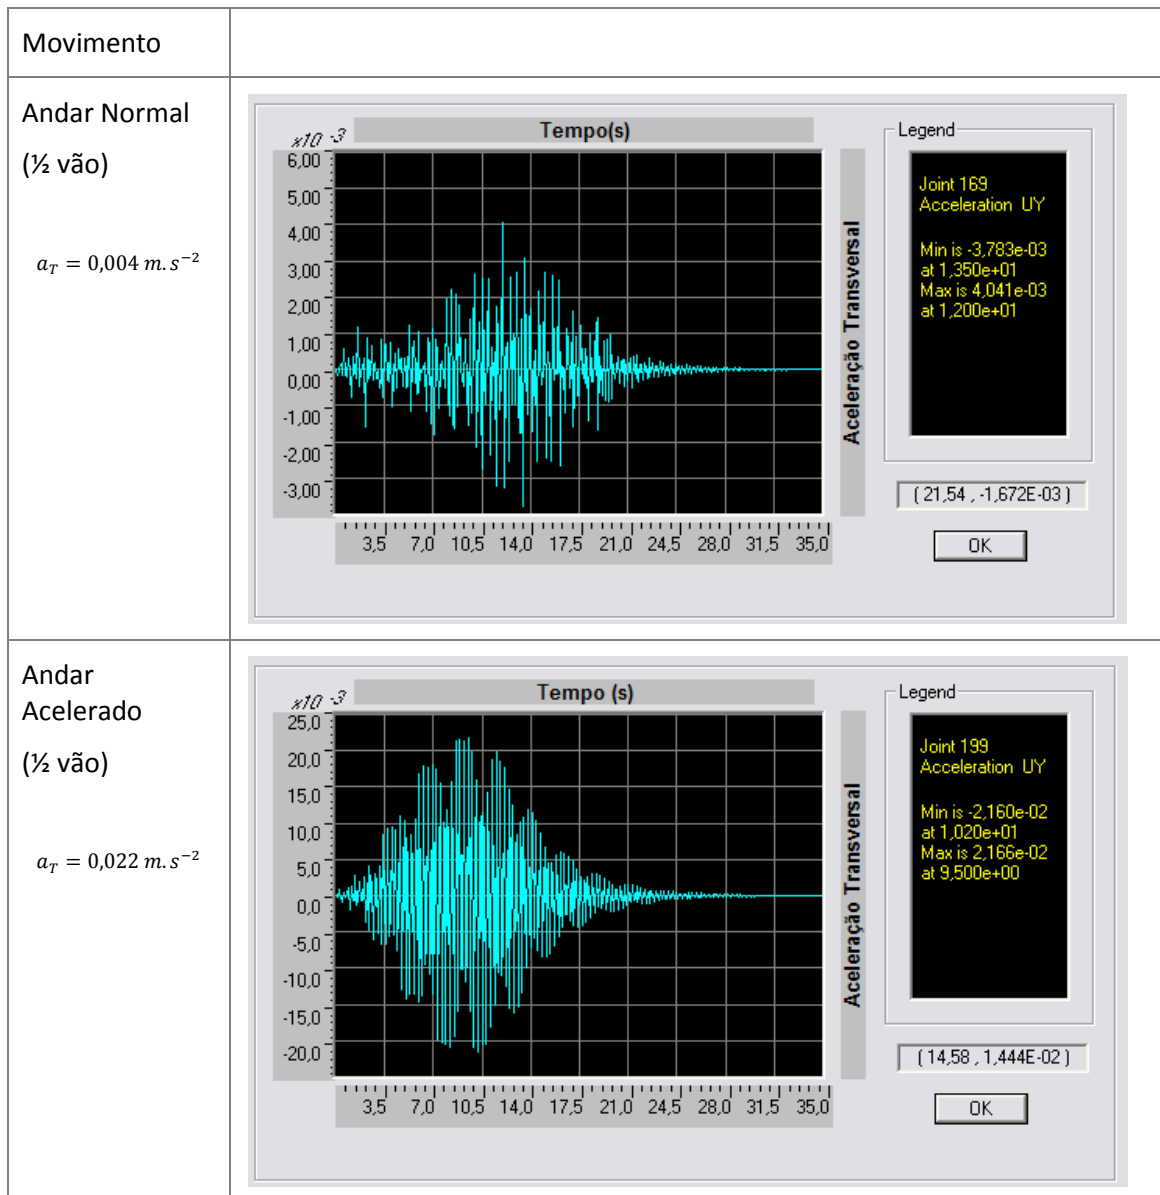 Movimento
Andar Normal
(½ vão)
a_T = 0,004 m.s⁻²
x10 -3
Tempo(s)
6,00
5,00
4,00
3,00
2,00
1,00
0,00
-1,00
-2,00
-3,00
3,5 7,0 10,5 14,0 17,5 21,0 24,5 28,0 31,5 35,0
Aceleração Transversal
Legend
Joint 169
Acceleration UY
Min is -3,783e-03
at 1,350e+01
Max is 4,041e-03
at 1,200e+01
( 21,54 , -1,672E-03 )
OK
Andar
Acelerado
(½ vão)
a_T = 0,022 m.s⁻²
x10 -3
Tempo (s)
25,0
20,0
15,0
10,0
5,0
0,0
-5,0
-10,0
-15,0
-20,0
3,5 7,0 10,5 14,0 17,5 21,0 24,5 28,0 31,5 35,0
Aceleração Transversal
Legend
Joint 199
Acceleration UY
Min is -2,160e-02
at 1,020e+01
Max is 2,166e-02
at 9,500e+00
( 14,58 , 1,444E-02 )
OK